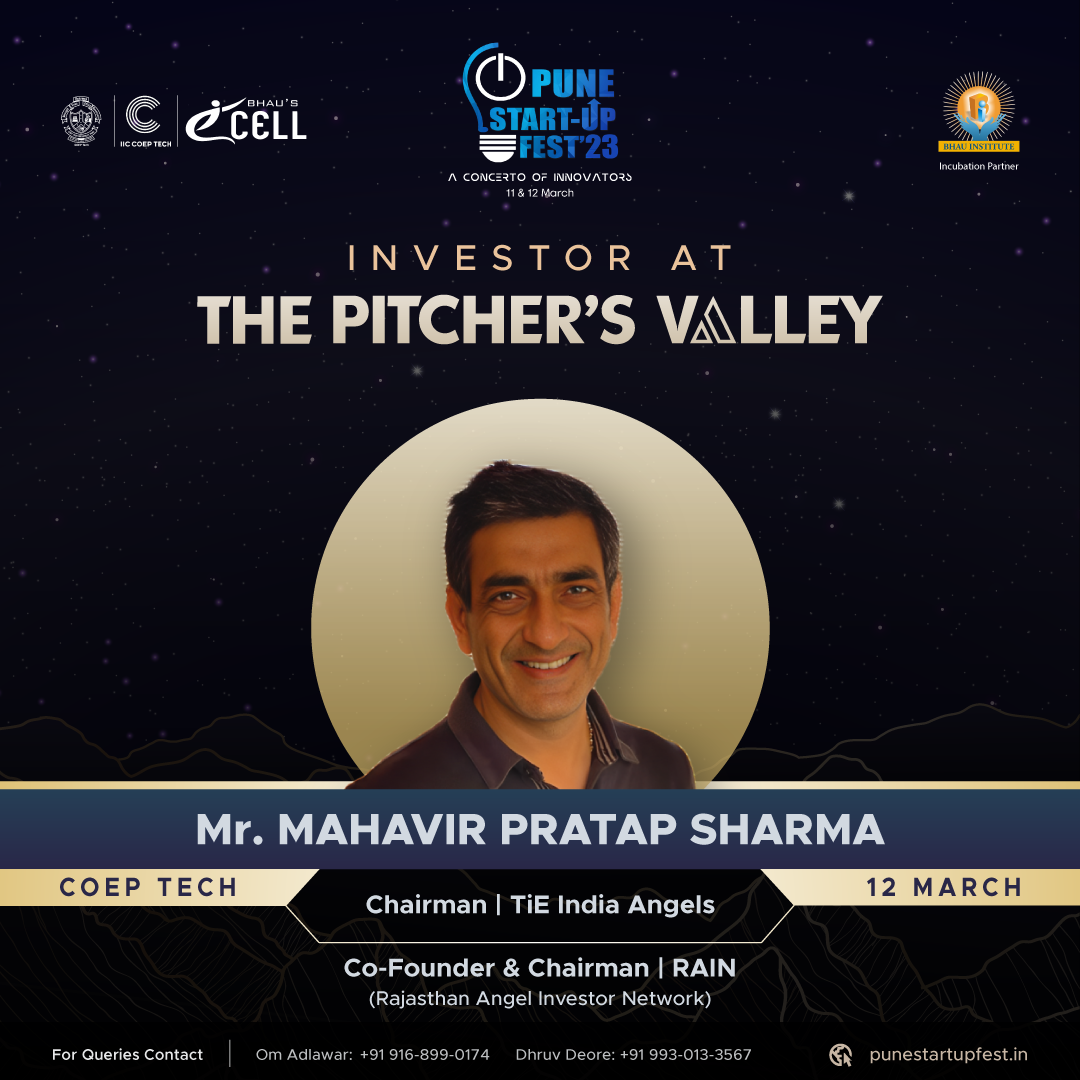 IIC COEP TECH
BHAU'S
eCELL
PUNE
START-UP
FEST'23
A CONCERTO OF INNOVATORS
11 & 12 March
BHAU INSTITUTE
Incubation Partner
INVESTOR AT
THE PITCHER'S VALLEY
Mr. MAHAVIR PRATAP SHARMA
COEP TECH
12 MARCH
Chairman | TiE India Angels
Co-Founder & Chairman | RAIN
(Rajasthan Angel Investor Network)
For Queries Contact | Om Adlawar: +91 916-899-0174 Dhruv Deore: +91 993-013-3567 punestartupfest.in